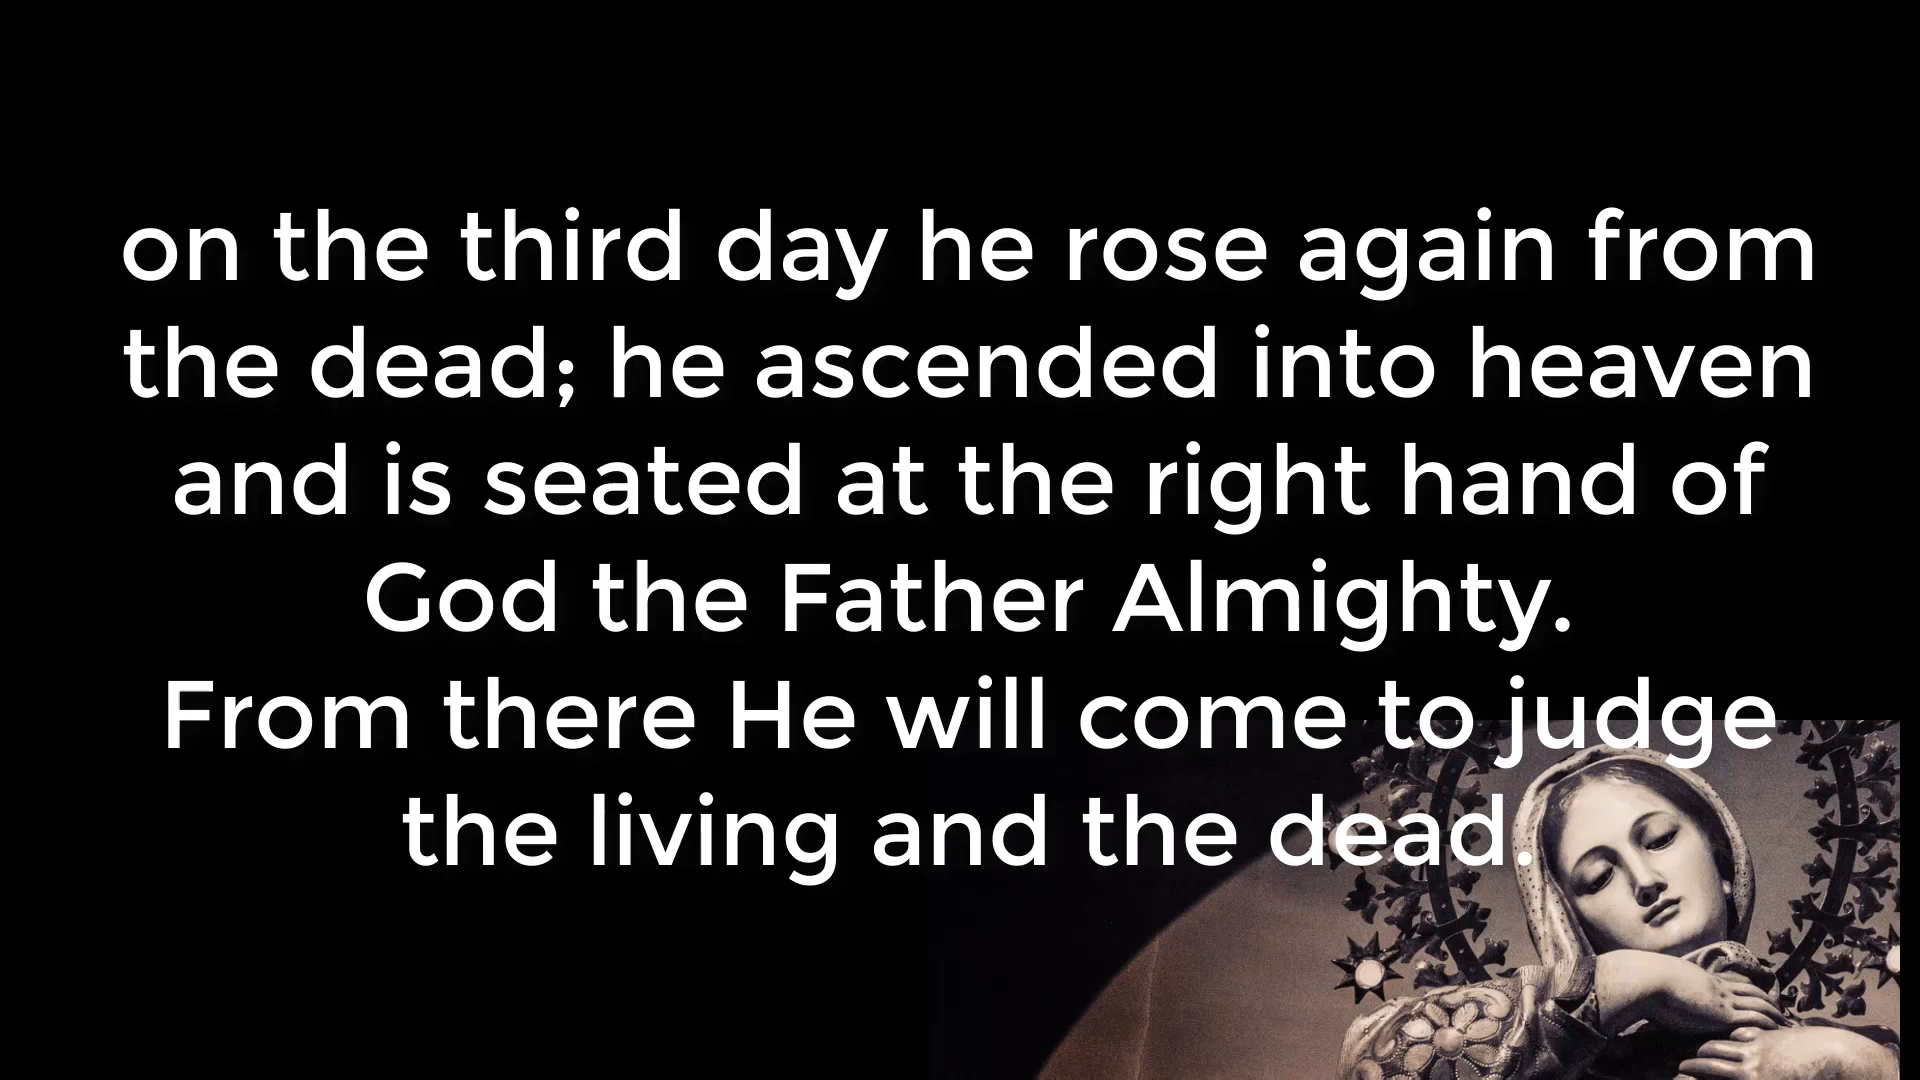 on the third day he rose again from
the dead; he ascended into heaven
and is seated at the right hand of
God the Father Almighty.
From there He will come to judge
the living and the dead.